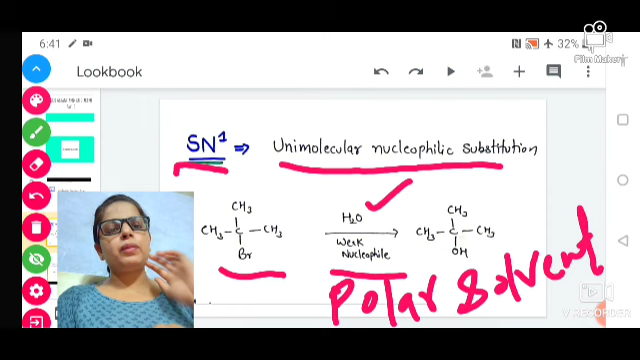 6:41
32%
Film Maker
Lookbook
SN¹ ⇒ Unimolecular nucleophilic substitution
CH₃ CH₃
CH₃-C-CH₃ H₂O CH₃-C-CH₃
Br Weak Nucleophile OH
Polar Solvent
V RECORDER